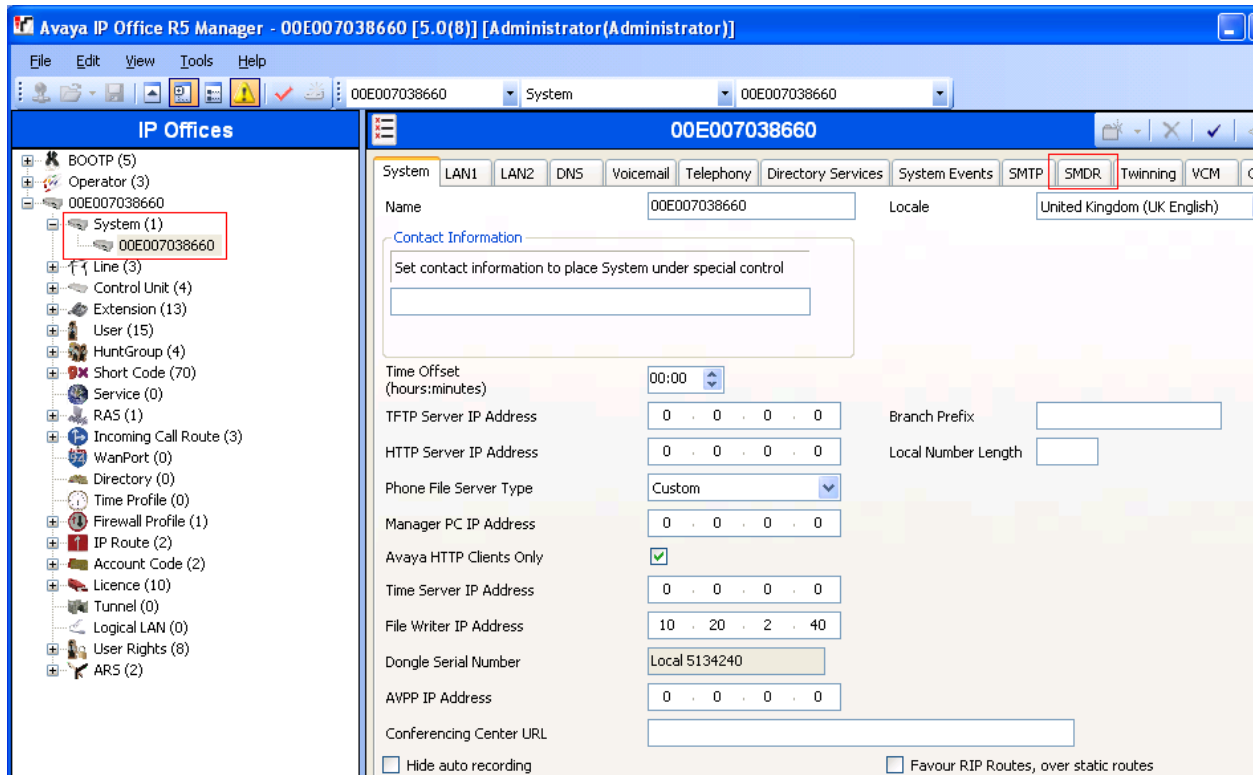 Avaya IP Office R5 Manager - 00E007038660 [5.0(8)] [Administrator(Administrator)]
File Edit View Tools Help
00E007038660 System 00E007038660
IP Offices
BOOTP (5)
Operator (3)
00E007038660
System (1)
00E007038660
Line (3)
Control Unit (4)
Extension (13)
User (15)
HuntGroup (4)
Short Code (70)
Service (0)
RAS (1)
Incoming Call Route (3)
WanPort (0)
Directory (0)
Time Profile (0)
Firewall Profile (1)
IP Route (2)
Account Code (2)
Licence (10)
Tunnel (0)
Logical LAN (0)
User Rights (8)
ARS (2)
00E007038660
System LAN1 LAN2 DNS Voicemail Telephony Directory Services System Events SMTP SMDR Twinning VCM
Name 00E007038660 Locale United Kingdom (UK English)
Contact Information
Set contact information to place System under special control
Time Offset
(hours:minutes) 00:00
TFTP Server IP Address 0 . 0 . 0 . 0 Branch Prefix
HTTP Server IP Address 0 . 0 . 0 . 0 Local Number Length
Phone File Server Type Custom
Manager PC IP Address 0 . 0 . 0 . 0
Avaya HTTP Clients Only
Time Server IP Address 0 . 0 . 0 . 0
File Writer IP Address 10 . 20 . 2 . 40
Dongle Serial Number Local 5134240
AVPP IP Address 0 . 0 . 0 . 0
Conferencing Center URL
Hide auto recording Favour RIP Routes, over static routes